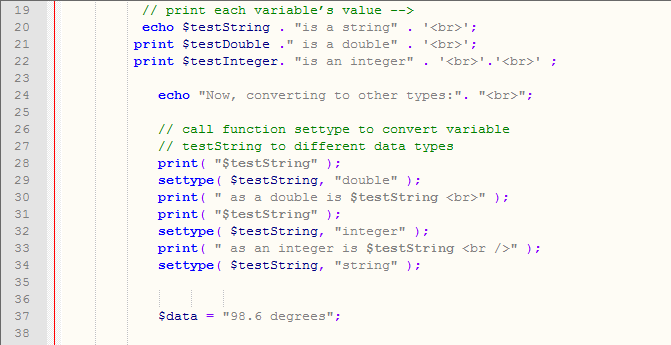 19 // print each variable’s value -->
20 echo $testString . "is a string" . '<br>';
21 print $testDouble ." is a double" . '<br>';
22 print $testInteger. "is an integer" . '<br>'.'<br>' ;
23
24 echo "Now, converting to other types:". "<br>";
25
26 // call function settype to convert variable
27 // testString to different data types
28 print( "$testString" );
29 settype( $testString, "double" );
30 print( " as a double is $testString <br>" );
31 print( "$testString" );
32 settype( $testString, "integer" );
33 print( " as an integer is $testString <br />" );
34 settype( $testString, "string" );
35
36
37 $data = "98.6 degrees";
38